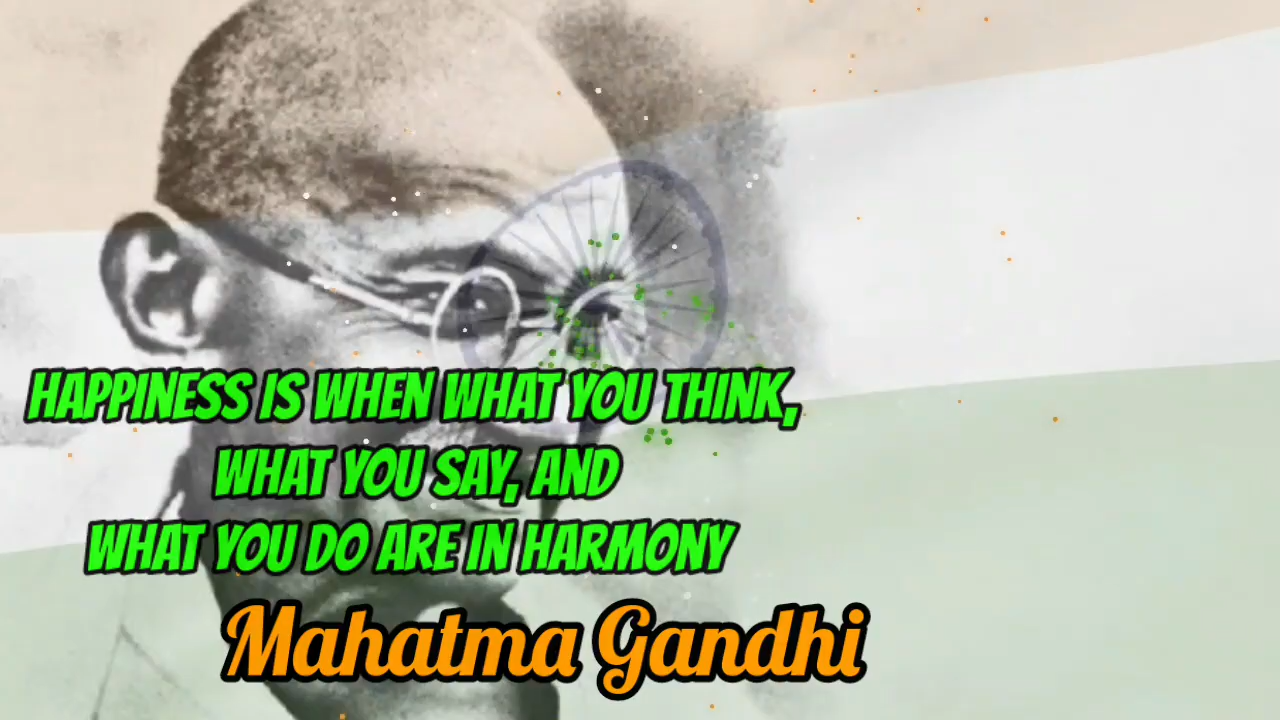 HAPPINESS IS WHEN WHAT YOU THINK,
WHAT YOU SAY, AND
WHAT YOU DO ARE IN HARMONY
Mahatma Gandhi